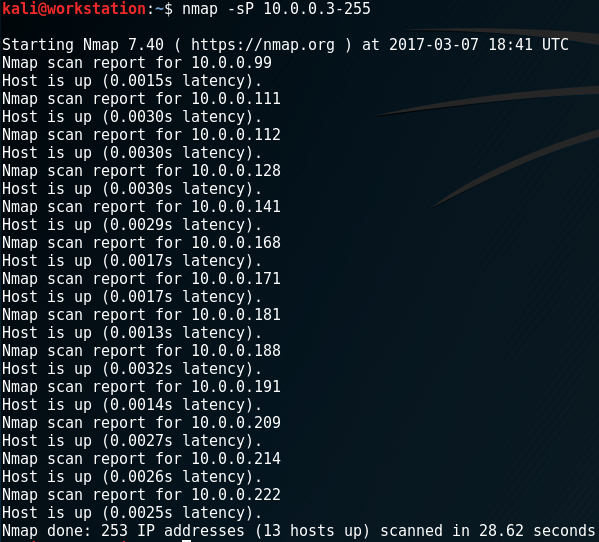 kali@workstation:~$ nmap -sP 10.0.0.3-255
Starting Nmap 7.40 ( https://nmap.org ) at 2017-03-07 18:41 UTC
Nmap scan report for 10.0.0.99
Host is up (0.0015s latency).
Nmap scan report for 10.0.0.111
Host is up (0.0030s latency).
Nmap scan report for 10.0.0.112
Host is up (0.0030s latency).
Nmap scan report for 10.0.0.128
Host is up (0.0030s latency).
Nmap scan report for 10.0.0.141
Host is up (0.0029s latency).
Nmap scan report for 10.0.0.168
Host is up (0.0017s latency).
Nmap scan report for 10.0.0.171
Host is up (0.0017s latency).
Nmap scan report for 10.0.0.181
Host is up (0.0013s latency).
Nmap scan report for 10.0.0.188
Host is up (0.0032s latency).
Nmap scan report for 10.0.0.191
Host is up (0.0014s latency).
Nmap scan report for 10.0.0.209
Host is up (0.0027s latency).
Nmap scan report for 10.0.0.214
Host is up (0.0026s latency).
Nmap scan report for 10.0.0.222
Host is up (0.0025s latency).
Nmap done: 253 IP addresses (13 hosts up) scanned in 28.62 seconds